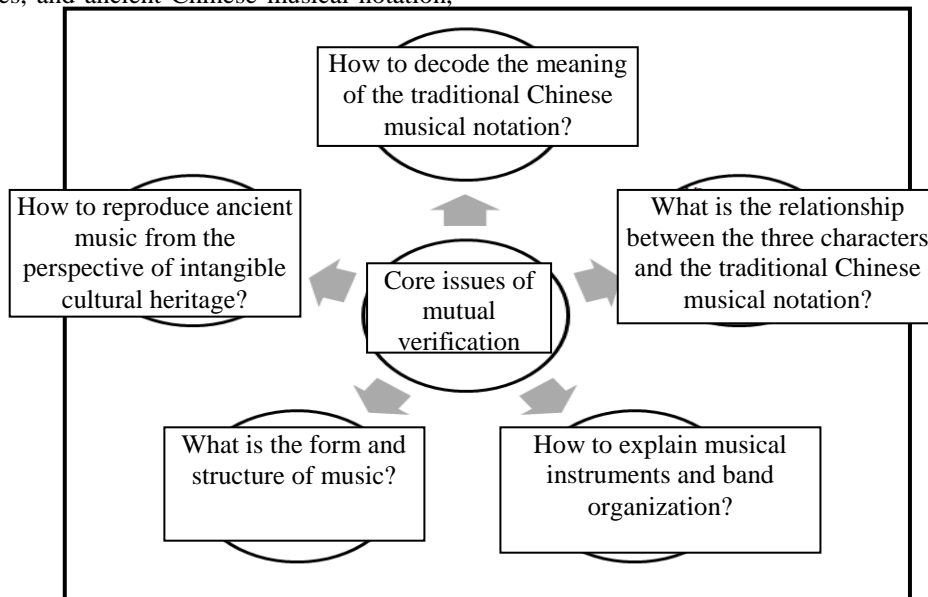 es, and ancient Chinese musical notation,
How to decode the meaning
of the traditional Chinese
musical notation?
How to reproduce ancient
music from the
perspective of intangible
cultural heritage?
What is the relationship
between the three characters
and the traditional Chinese
musical notation?
Core issues of
mutual
verification
What is the form and
structure of music?
How to explain musical
instruments and band
organization?